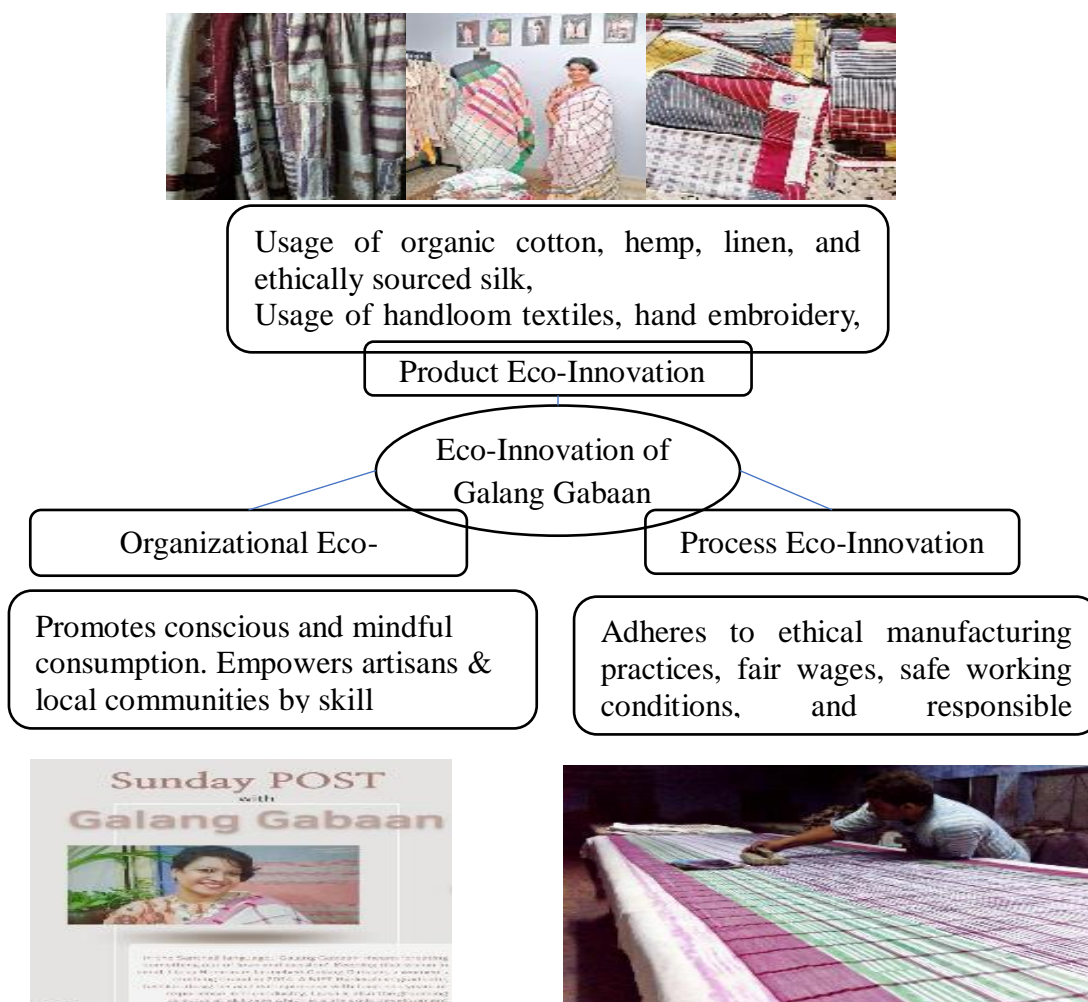 Usage of organic cotton, hemp, linen, and
ethically sourced silk,
Usage of handloom textiles, hand embroidery,
Product Eco-Innovation
Eco-Innovation of
Galang Gabaan
Organizational Eco-
Process Eco-Innovation
Promotes conscious and mindful
consumption. Empowers artisans &
local communities by skill
Adheres to ethical manufacturing
practices, fair wages, safe working
conditions, and responsible
Sunday POST
with
Galang Gabaan